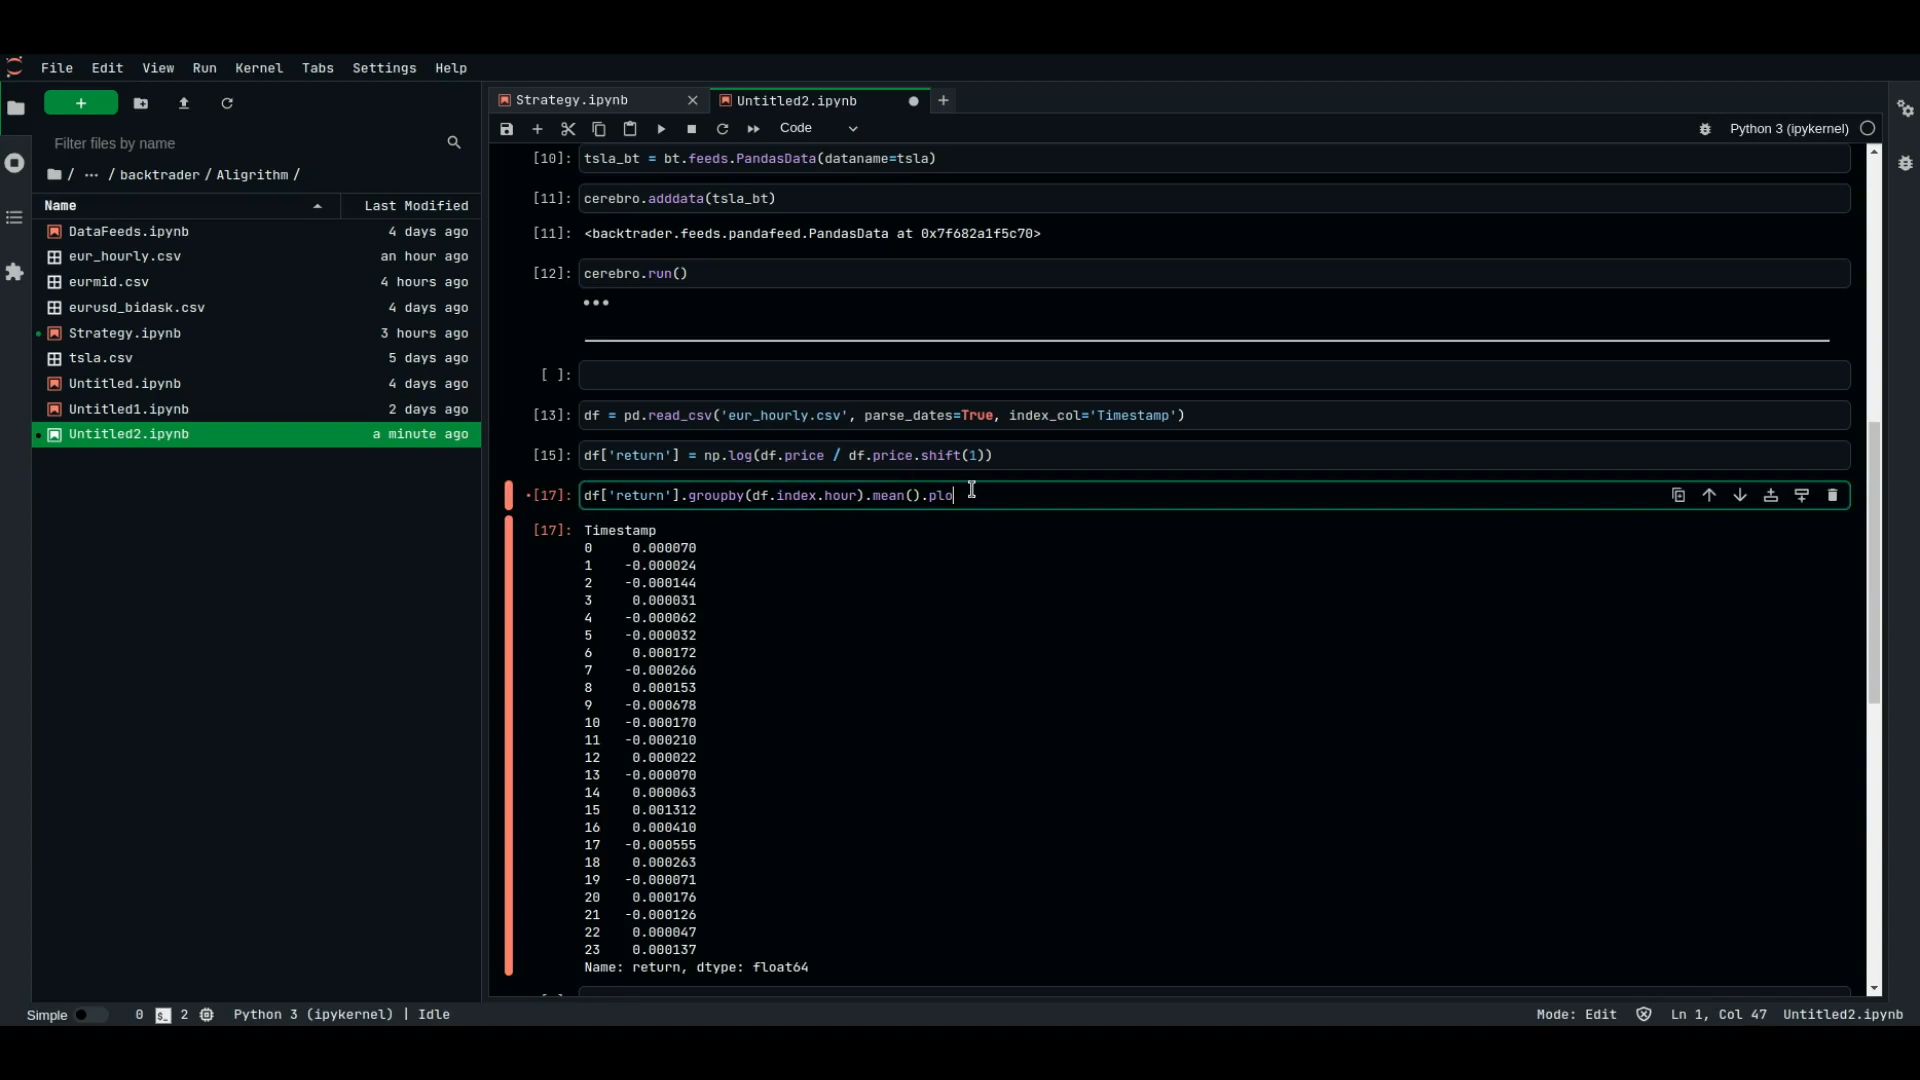 File Edit View Run Kernel Tabs Settings Help
+
Filter files by name
/ ··· / backtrader / Aligrithm /
Name Last Modified
DataFeeds.ipynb 4 days ago
eur_hourly.csv an hour ago
eurmid.csv 4 hours ago
eurusd_bidask.csv 4 days ago
Strategy.ipynb 3 hours ago
tsla.csv 5 days ago
Untitled.ipynb 4 days ago
Untitled1.ipynb 2 days ago
Untitled2.ipynb a minute ago
Strategy.ipynb Untitled2.ipynb
Code Python 3 (ipykernel)
[10]: tsla_bt = bt.feeds.PandasData(dataname=tsla)
[11]: cerebro.adddata(tsla_bt)
[11]: <backtrader.feeds.pandafeed.PandasData at 0x7f682a1f5c70>
[12]: cerebro.run()
[ ]:
[13]: df = pd.read_csv('eur_hourly.csv', parse_dates=True, index_col='Timestamp')
[15]: df['return'] = np.log(df.price / df.price.shift(1))
[17]: df['return'].groupby(df.index.hour).mean().plo
[17]: Timestamp
0 0.000070
1 -0.000024
2 -0.000144
3 0.000031
4 -0.000062
5 -0.000032
6 0.000172
7 -0.000266
8 0.000153
9 -0.000678
10 -0.000170
11 -0.000210
12 0.000022
13 -0.000070
14 0.000063
15 0.001312
16 0.000410
17 -0.000555
18 0.000263
19 -0.000071
20 0.000176
21 -0.000126
22 0.000047
23 0.000137
Name: return, dtype: float64
Simple 0 $_ 2 Python 3 (ipykernel) | Idle Mode: Edit Ln 1, Col 47 Untitled2.ipynb